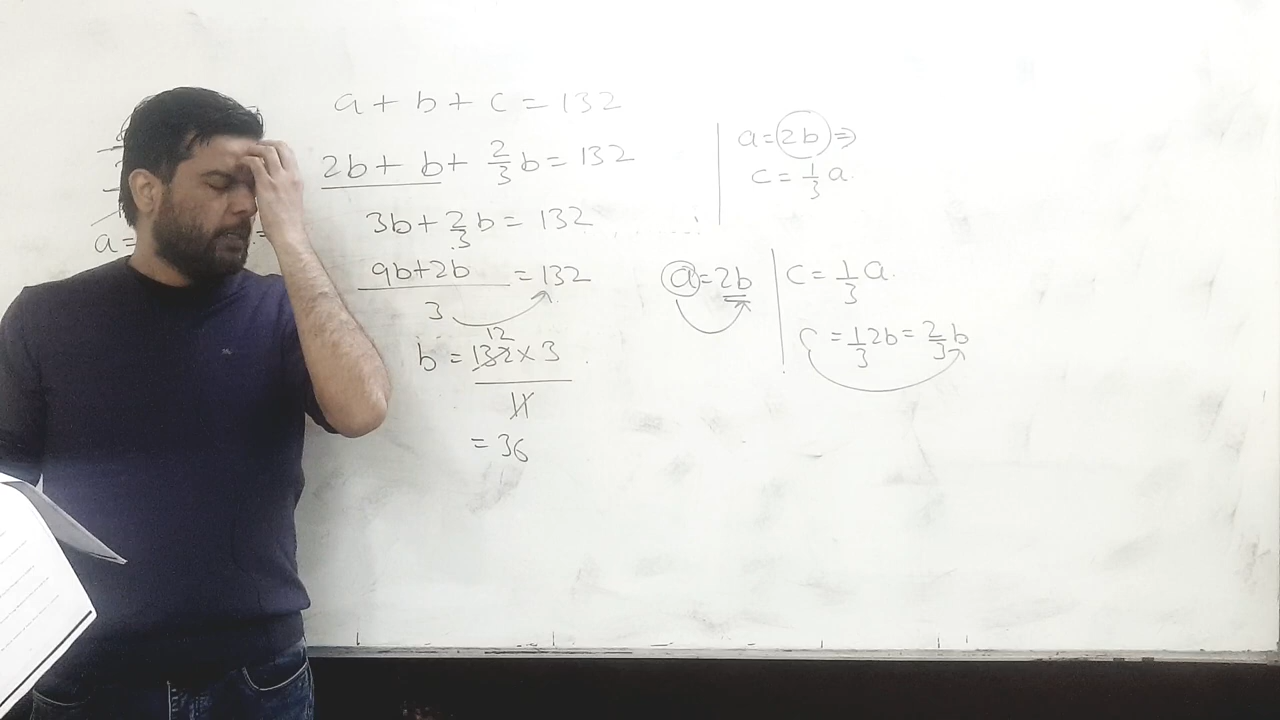 a + b + c = 132
2b + b + 2/3 b = 132
3b + 2/3 b = 132
9b+2b / 3 = 132
12
b = 132 × 3 / 11
= 36
a =
a = 2b ⇒
c = 1/3 a.
a = 2b
c = 1/3 a.
c = 1/3 2b = 2/3 b